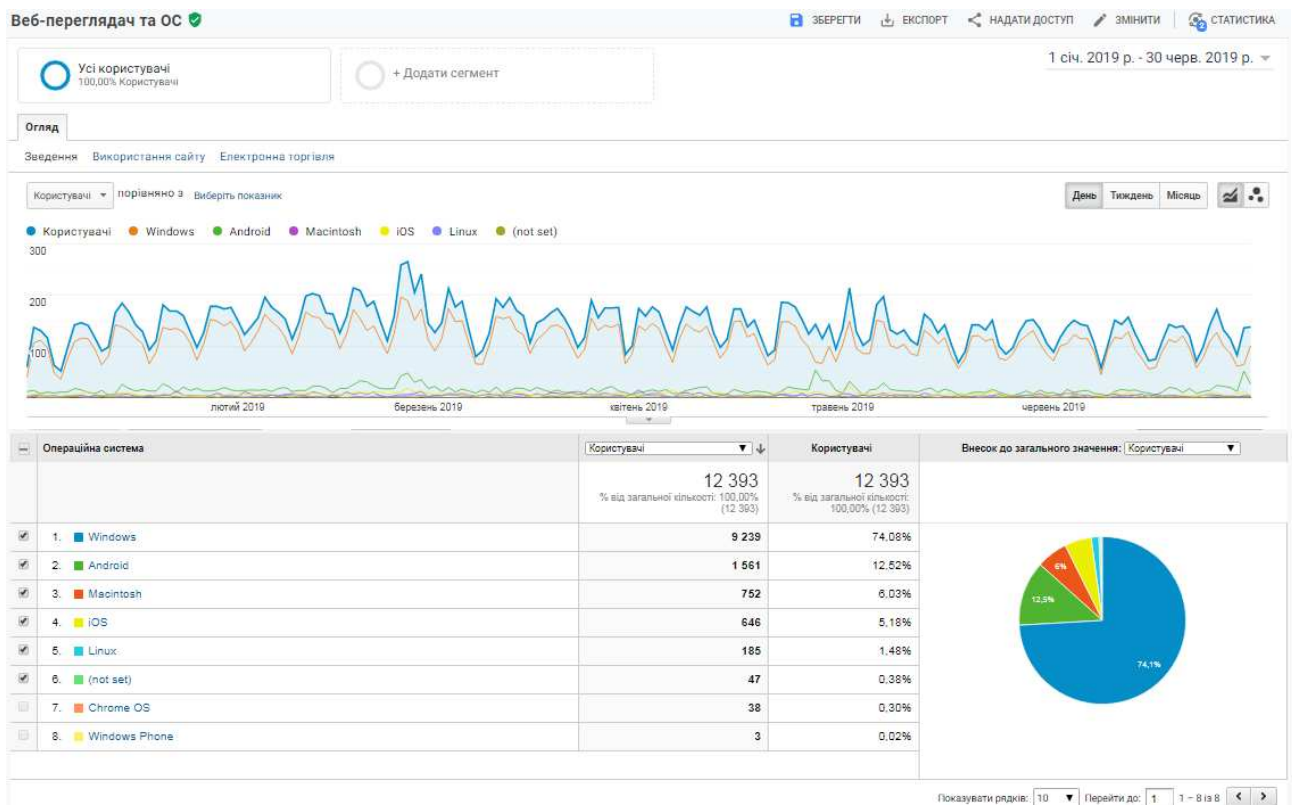 Веб-переглядач та ОС
ЗБЕРЕГТИ ЕКСПОРТ НАДАТИ ДОСТУП ЗМІНИТИ 2 СТАТИСТИКА
Усі користувачі
100,00% Користувачі
+ Додати сегмент
1 січ. 2019 р. - 30 черв. 2019 р.
Огляд
Зведення Використання сайту Електронна торгівля
Користувачі порівняно з Виберіть показник
День Тиждень Місяць
Користувачі Windows Android Macintosh iOS Linux (not set)
300
200
100
лютий 2019 березень 2019 квітень 2019 травень 2019 червень 2019
Операційна система Користувачі Користувачі Внесок до загального значення: Користувачі
12 393 12 393
% від загальної кількості: 100,00% % від загальної кількості:
(12 393) 100,00% (12 393)
1. Windows 9 239 74,08%
2. Android 1 561 12,52%
3. Macintosh 752 6,03%
4. iOS 646 5,18%
5. Linux 185 1,48%
6. (not set) 47 0,38%
7. Chrome OS 38 0,30%
8. Windows Phone 3 0,02%
6%
12,5%
74,1%
Показувати рядків: 10 Перейти до: 1 1 – 8 із 8